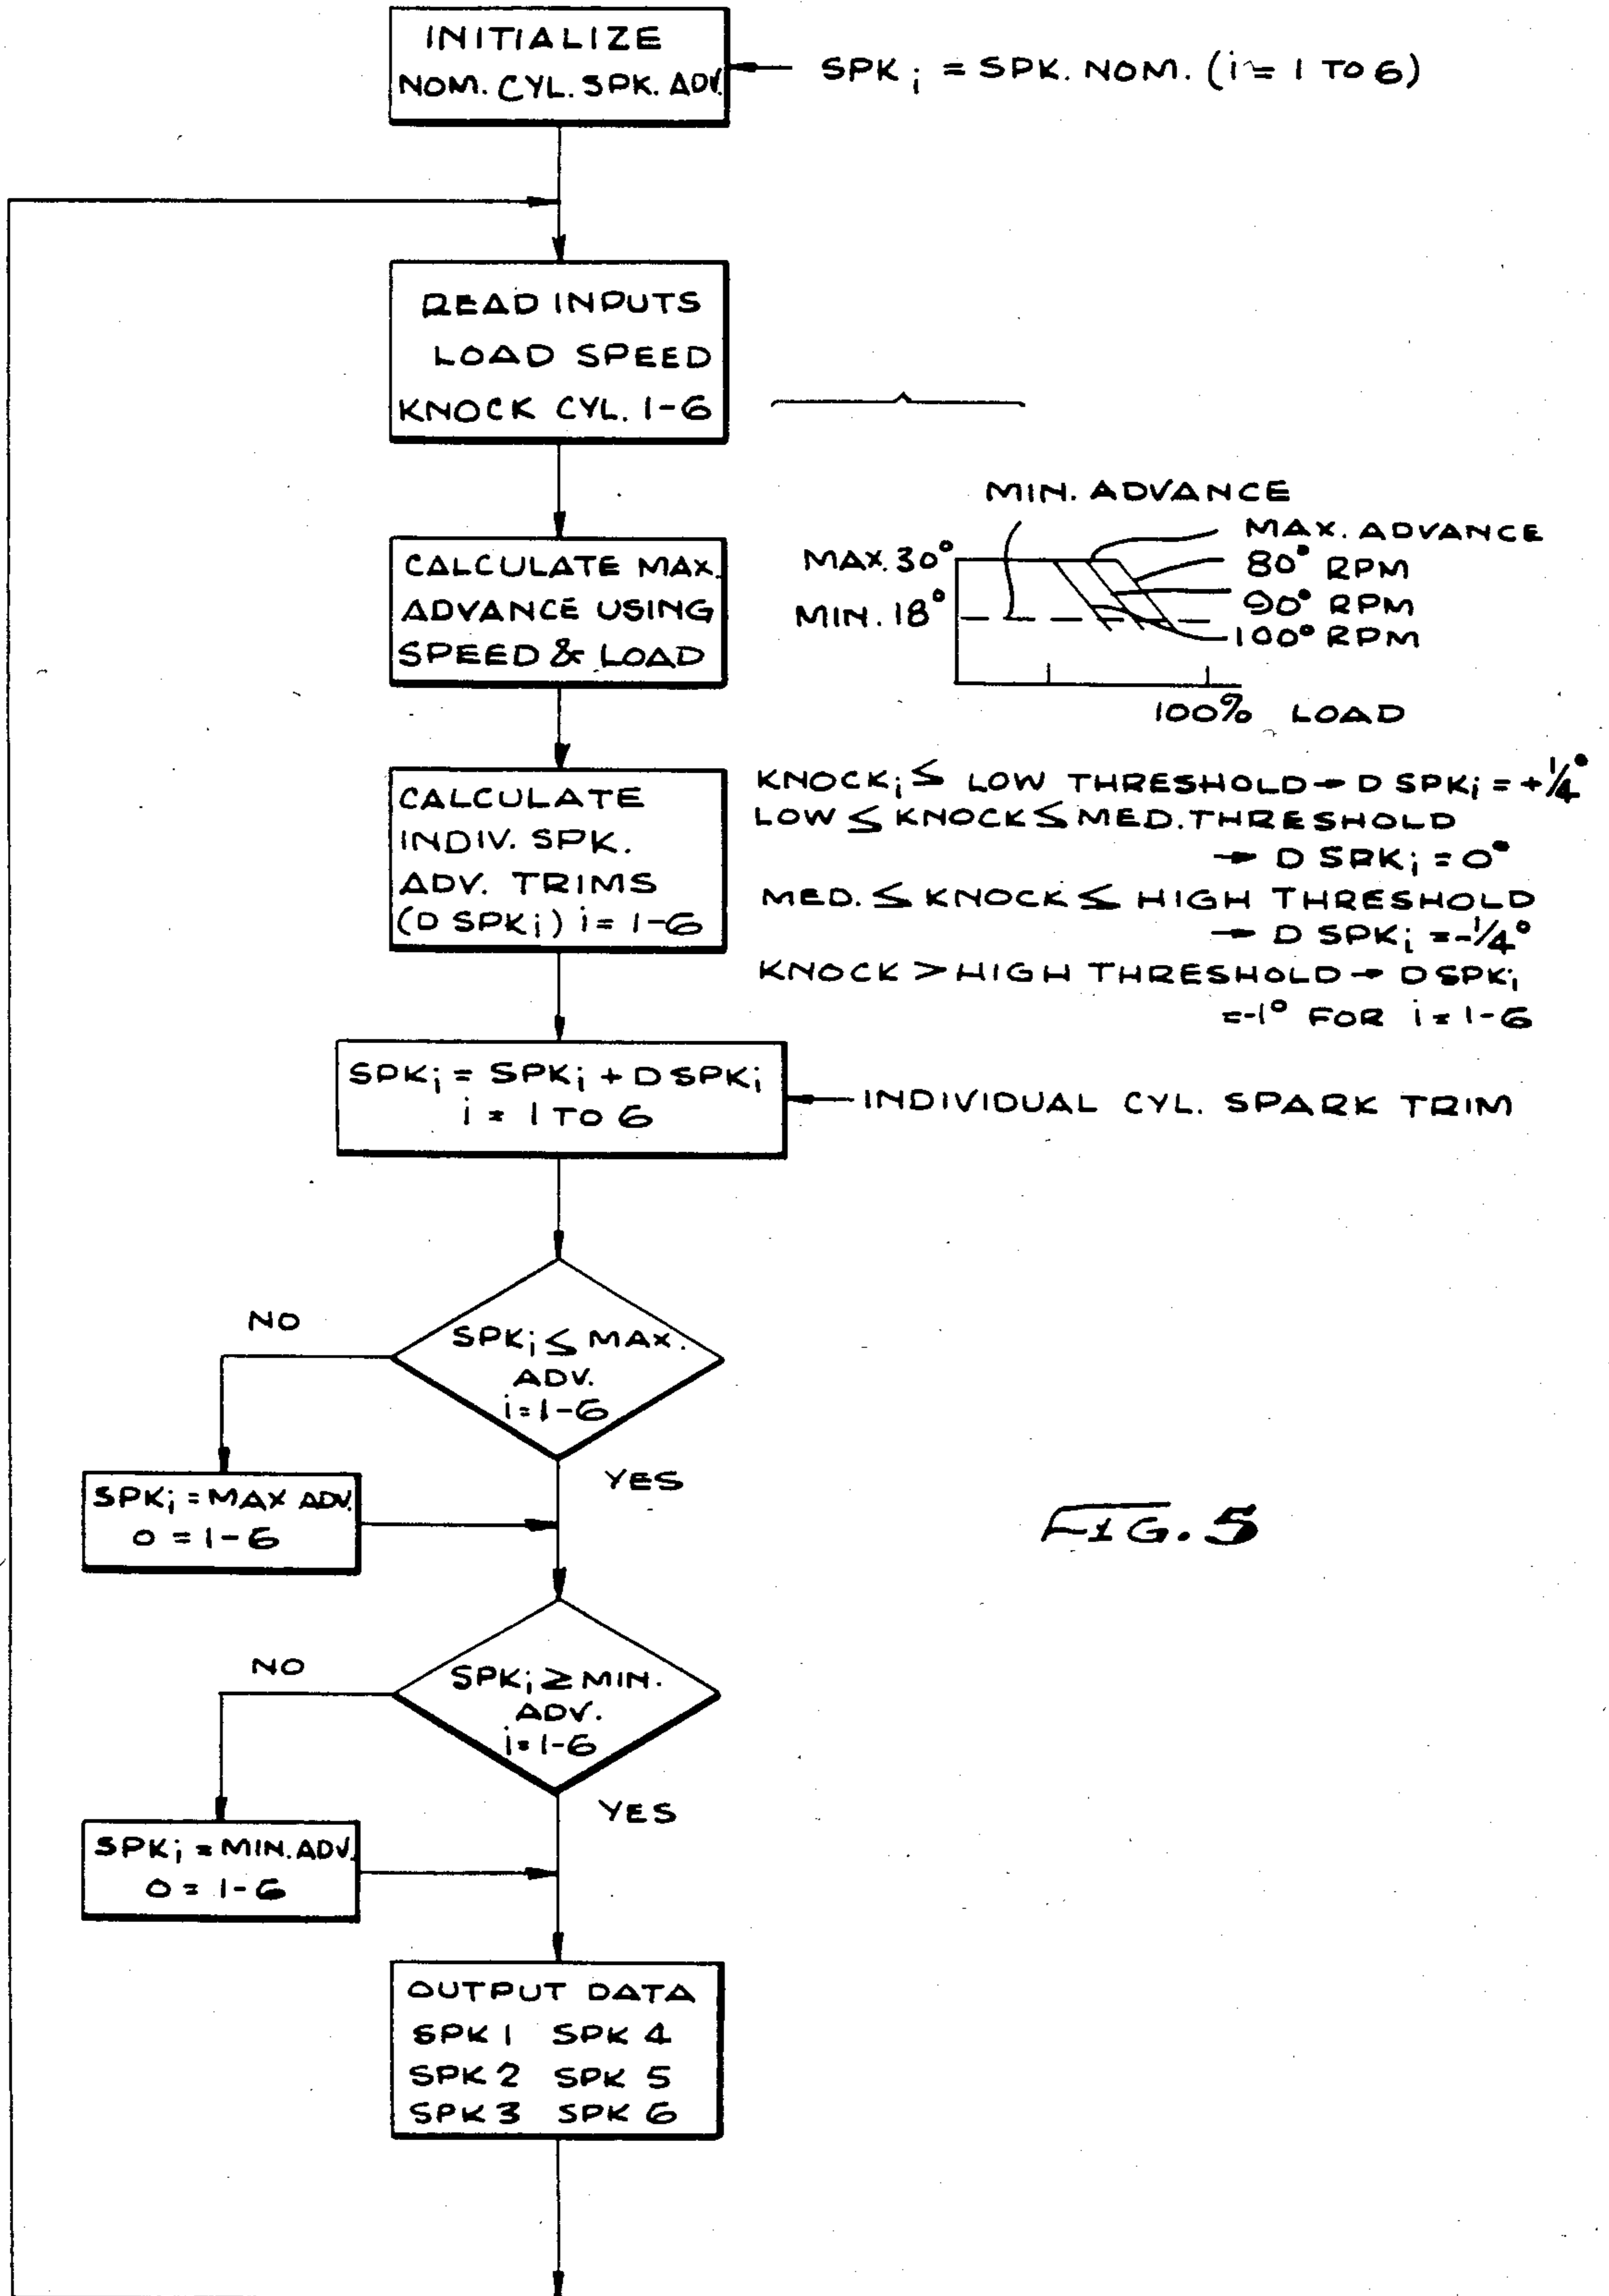 INITIALIZE
NOM. CYL. SPK. ADV.
SPKi = SPK. NOM. (i = 1 TO 6)
READ INPUTS
LOAD SPEED
KNOCK CYL. 1-6
MIN. ADVANCE
MAX. ADVANCE
MAX. 30°
80° RPM
90° RPM
MIN. 18°
100° RPM
100% LOAD
CALCULATE MAX.
ADVANCE USING
SPEED & LOAD
CALCULATE
INDIV. SPK.
ADV. TRIMS
(D SPKi) i = 1-6
KNOCKi ≤ LOW THRESHOLD → D SPKi = +1/4°
LOW ≤ KNOCK ≤ MED. THRESHOLD
→ D SPKi = 0°
MED. ≤ KNOCK ≤ HIGH THRESHOLD
→ D SPKi = -1/4°
KNOCK > HIGH THRESHOLD → D SPKi
= -1° FOR i = 1-6
SPKi = SPKi + D SPKi
i = 1 TO 6
INDIVIDUAL CYL. SPARK TRIM
NO
SPKi ≤ MAX.
ADV.
i = 1-6
YES
SPKi = MAX ADV.
0 = 1-6
FIG. 5
NO
SPKi ≥ MIN.
ADV.
i = 1-6
YES
SPKi = MIN. ADV.
0 = 1-6
OUTPUT DATA
SPK 1 SPK 4
SPK 2 SPK 5
SPK 3 SPK 6